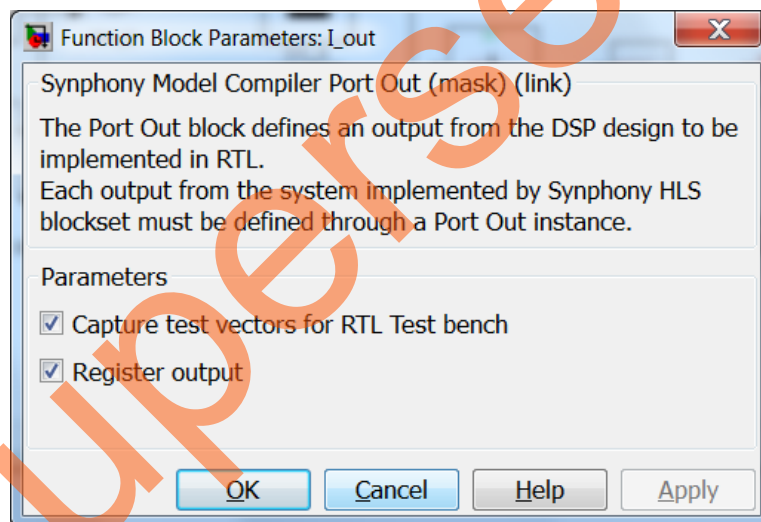 Function Block Parameters: I_out
Synphony Model Compiler Port Out (mask) (link)
The Port Out block defines an output from the DSP design to be
implemented in RTL.
Each output from the system implemented by Synphony HLS
blockset must be defined through a Port Out instance.
Parameters
Capture test vectors for RTL Test bench
Register output
OK Cancel Help Apply
uperse